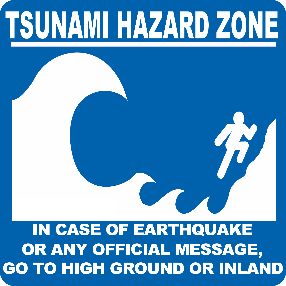 TSUNAMI HAZARD ZONE
IN CASE OF EARTHQUAKE
OR ANY OFFICIAL MESSAGE,
GO TO HIGH GROUND OR INLAND